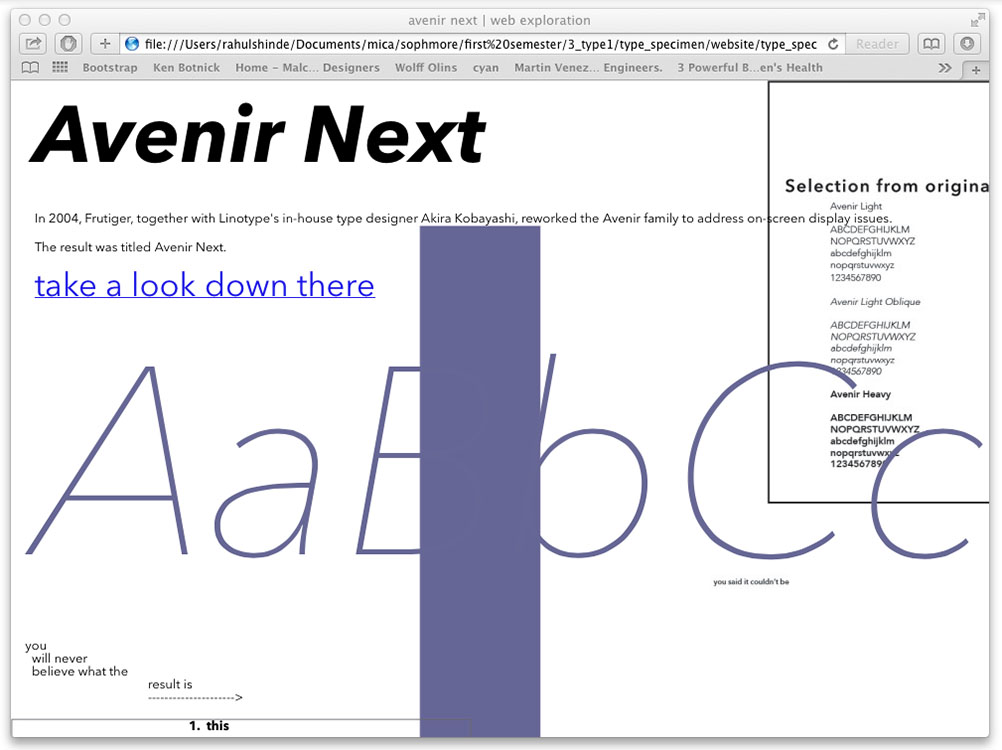 avenir next | web exploration
file:///Users/rahulshinde/Documents/mica/sophmore/first%20semester/3_type1/type_specimen/website/type_spec
Reader
Bootstrap Ken Botnick Home – Malc... Designers Wolff Olins cyan Martin Venez... Engineers. 3 Powerful B...en's Health
Avenir Next
In 2004, Frutiger, together with Linotype's in-house type designer Akira Kobayashi, reworked the Avenir family to address on-screen display issues.
The result was titled Avenir Next.
take a look down there
Selection from origina
Avenir Light
ABCDEFGHIJKLM
NOPQRSTUVWXYZ
abcdefghijklm
nopqrstuvwxyz
1234567890
Avenir Light Oblique
ABCDEFGHIJKLM
NOPQRSTUVWXYZ
abcdefghijklm
nopqrstuvwxyz
1234567890
Avenir Heavy
ABCDEFGHIJKLM
NOPQRSTUVWXYZ
abcdefghijklm
nopqrstuvwxyz
1234567890
Aa Bb Cc
you said it couldn't be
you
will never
believe what the
result is
--------------------->
1. this